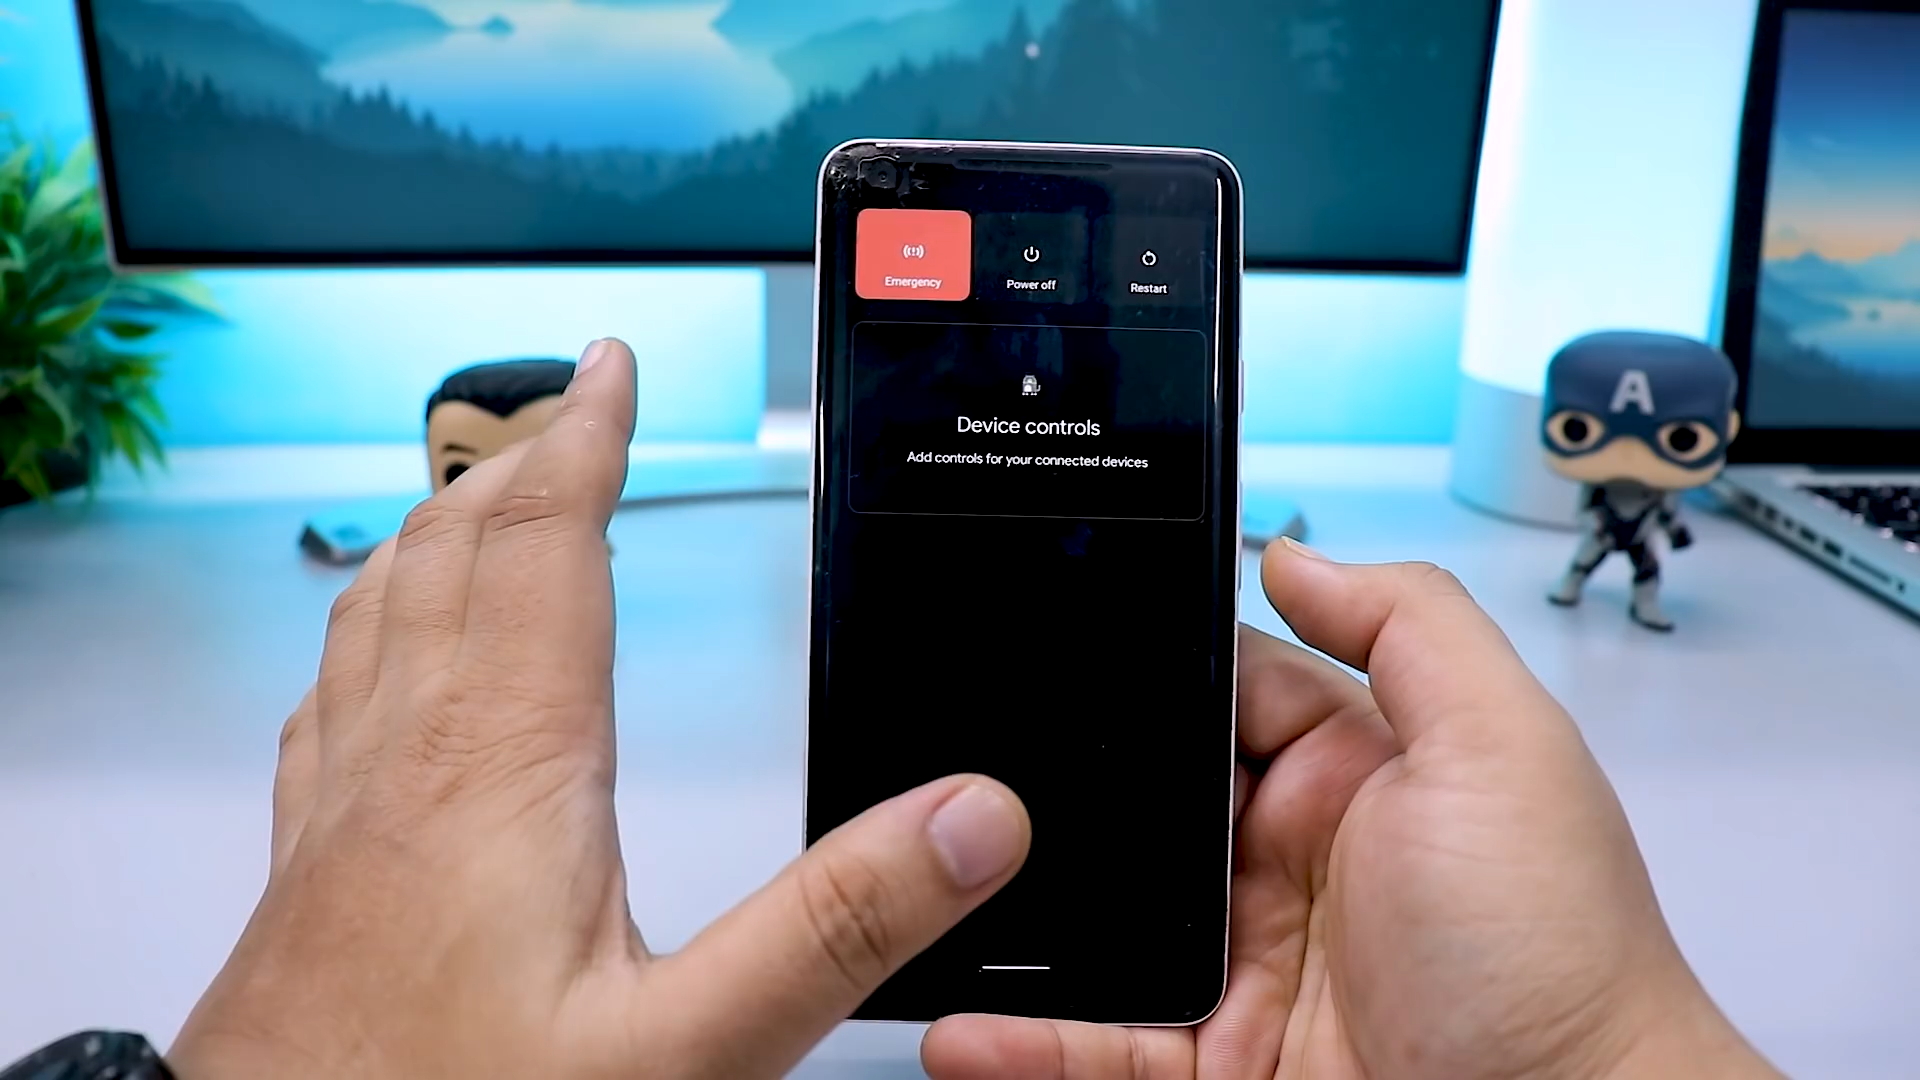 Emergency
Power off
Restart
Device controls
Add controls for your connected devices
A